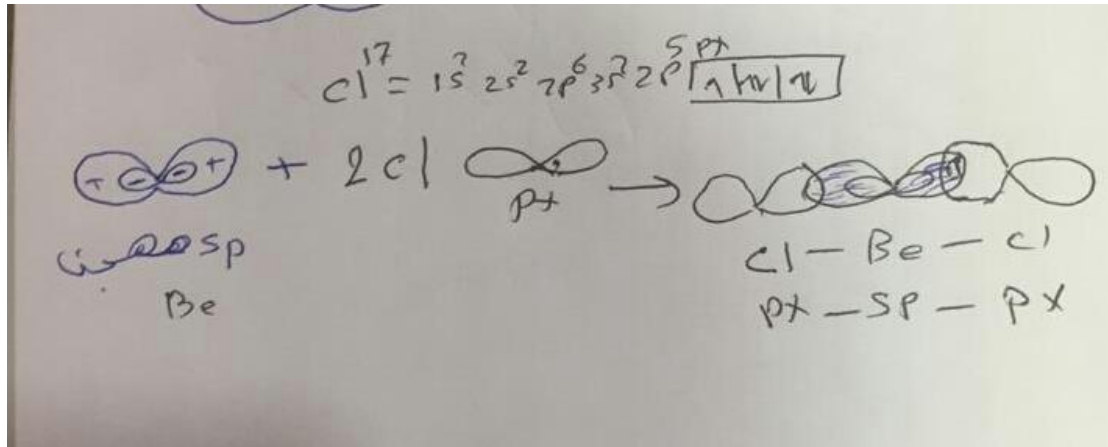 Cl¹⁷ = 1s² 2s² 2p⁶ 3s² 2p⁵ px
+ - - + + 2Cl px →
sp
Be
Cl – Be – Cl
px – sp – px